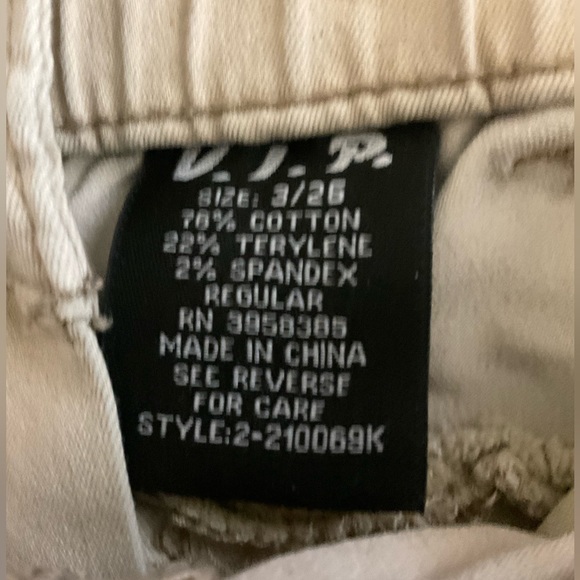 V. I. P.
SIZE: 3/26
76% COTTON
22% TERYLENE
2% SPANDEX
REGULAR
RN 3958385
MADE IN CHINA
SEE REVERSE
FOR CARE
STYLE:2-210069K